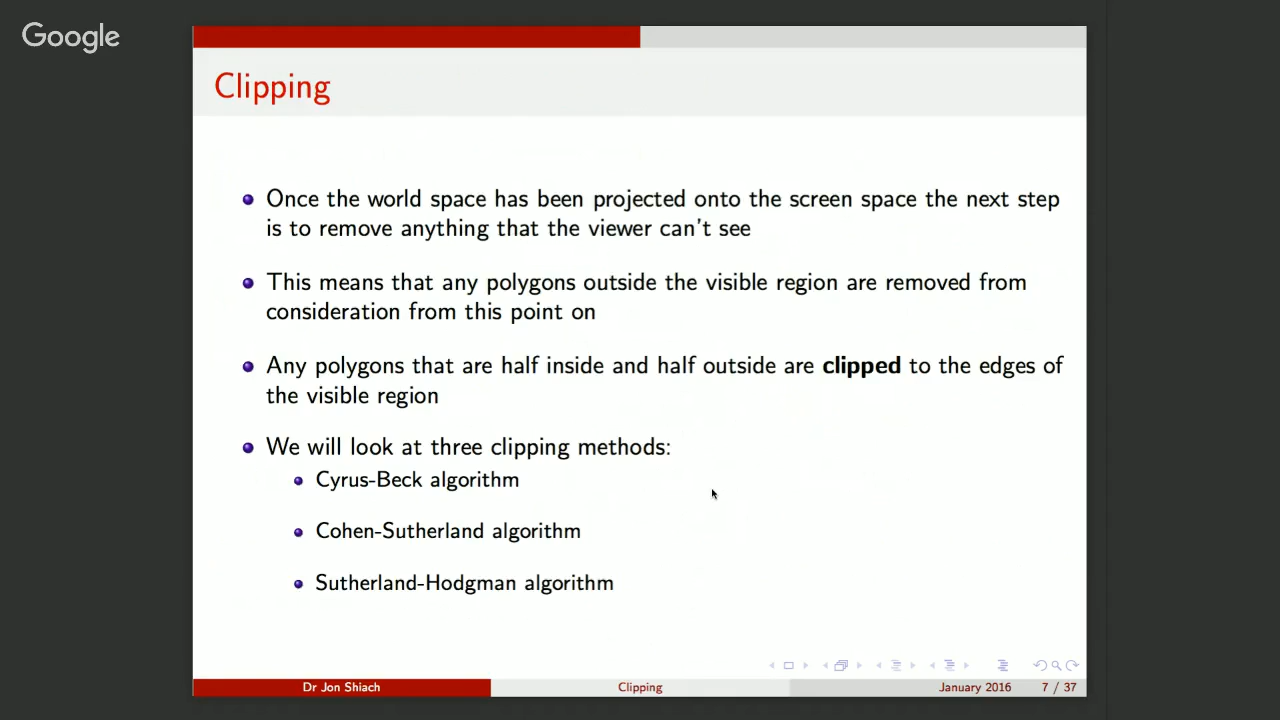 Google
Clipping
Once the world space has been projected onto the screen space the next step
is to remove anything that the viewer can't see
This means that any polygons outside the visible region are removed from
consideration from this point on
Any polygons that are half inside and half outside are clipped to the edges of
the visible region
We will look at three clipping methods:
Cyrus-Beck algorithm
Cohen-Sutherland algorithm
Sutherland-Hodgman algorithm
Dr Jon Shiach Clipping January 2016 7 / 37